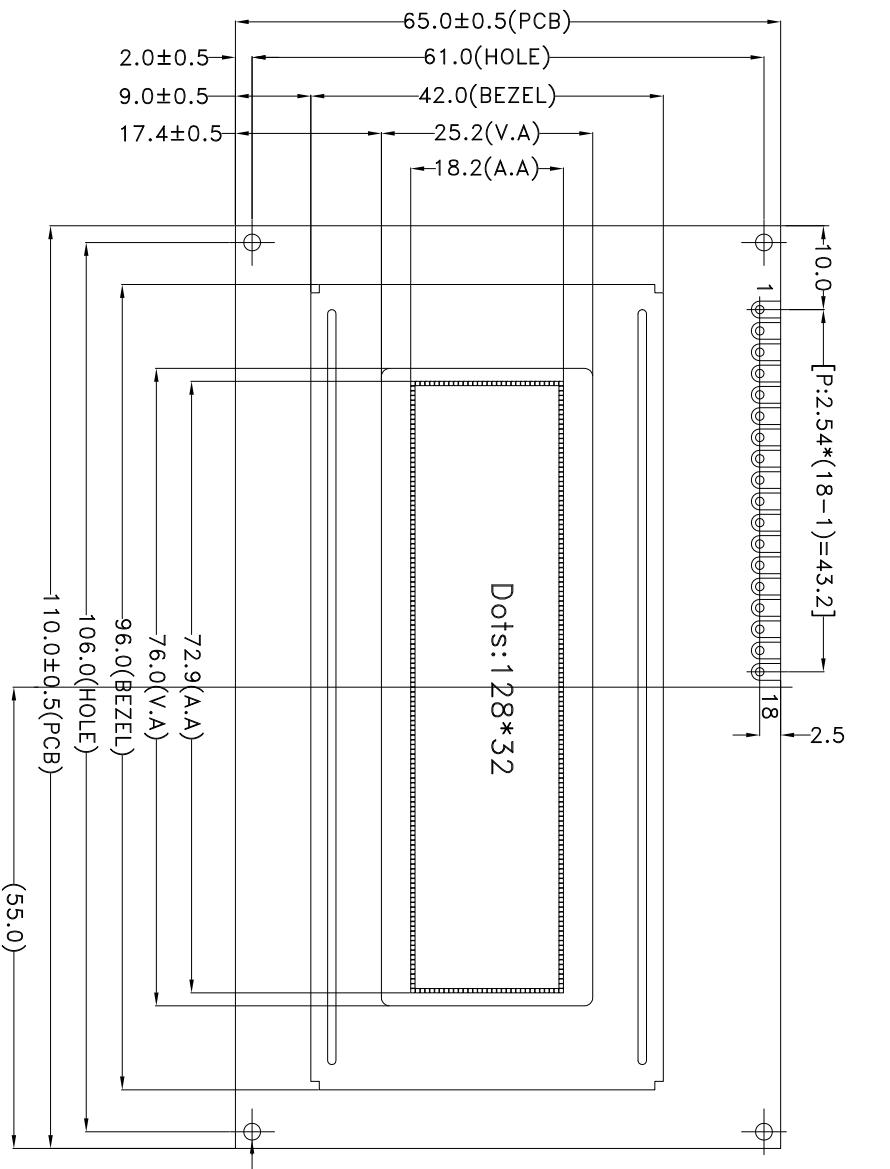 65.0±0.5(PCB)
2.0±0.5
61.0(HOLE)
9.0±0.5
42.0(BEZEL)
17.4±0.5
25.2(V.A)
18.2(A.A)
10.0
1
[P:2.54*(18-1)=43.2]
18
2.5
Dots:128*32
72.9(A.A)
76.0(V.A)
96.0(BEZEL)
106.0(HOLE)
110.0±0.5(PCB)
(55.0)